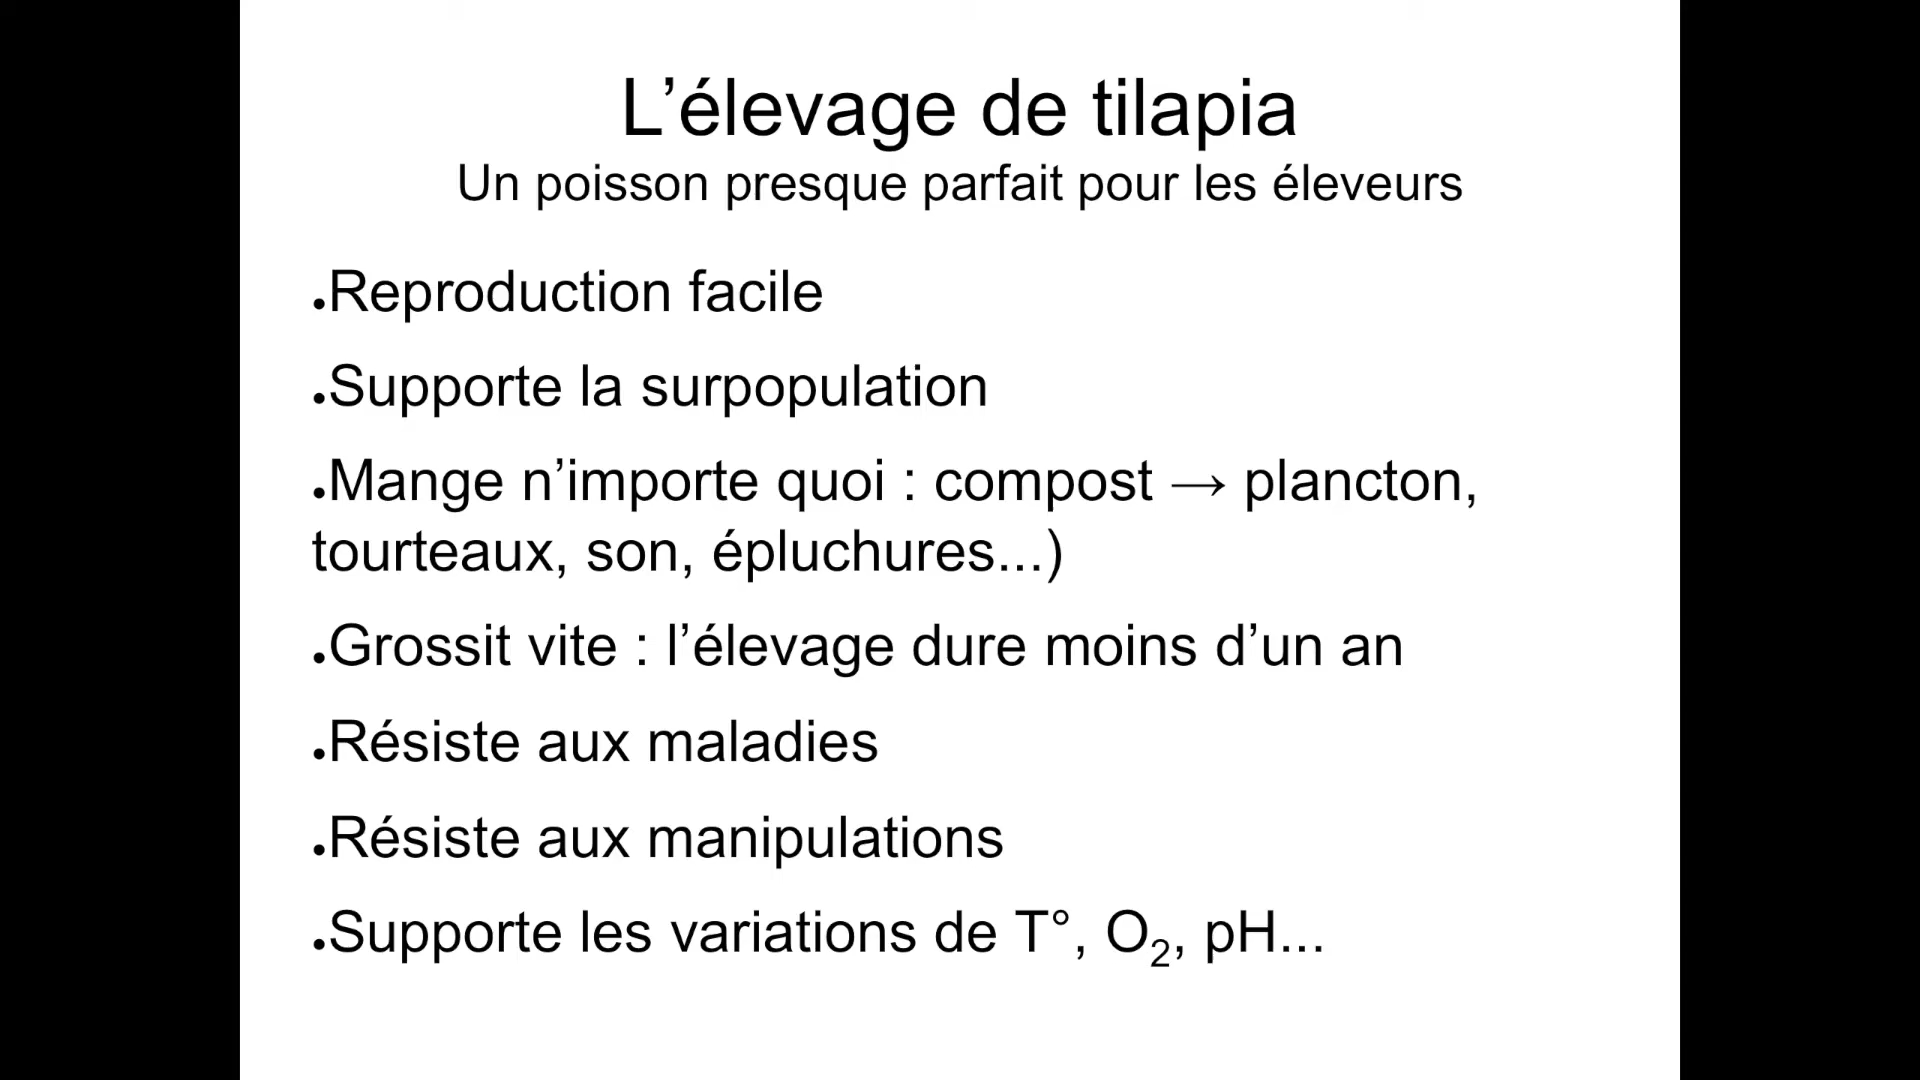 L’élevage de tilapia
Un poisson presque parfait pour les éleveurs
●Reproduction facile
●Supporte la surpopulation
●Mange n’importe quoi : compost → plancton,
tourteaux, son, épluchures...)
●Grossit vite : l’élevage dure moins d’un an
●Résiste aux maladies
●Résiste aux manipulations
●Supporte les variations de T°, O₂, pH...